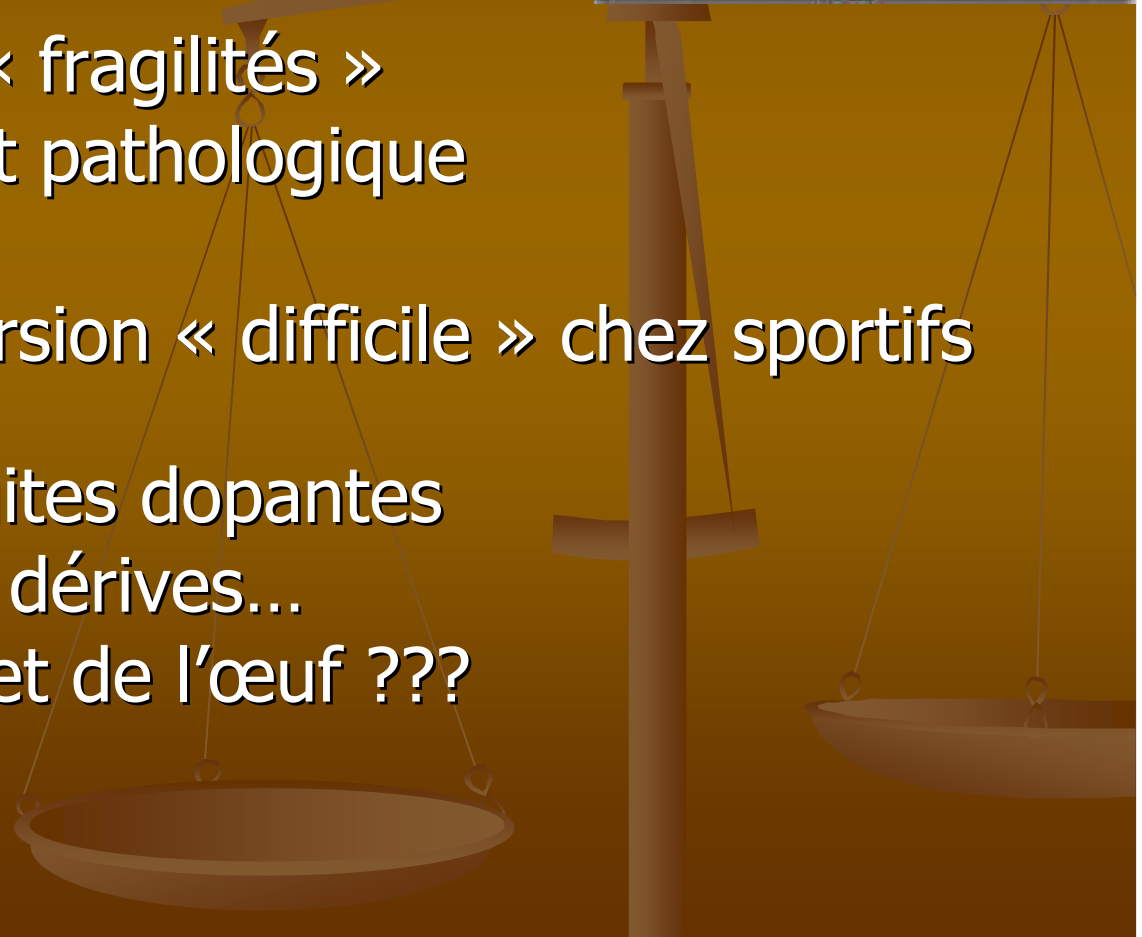 « fragilités »
t pathologique
rsion « difficile » chez sportifs
ites dopantes
dérives…
et de l’œuf ???